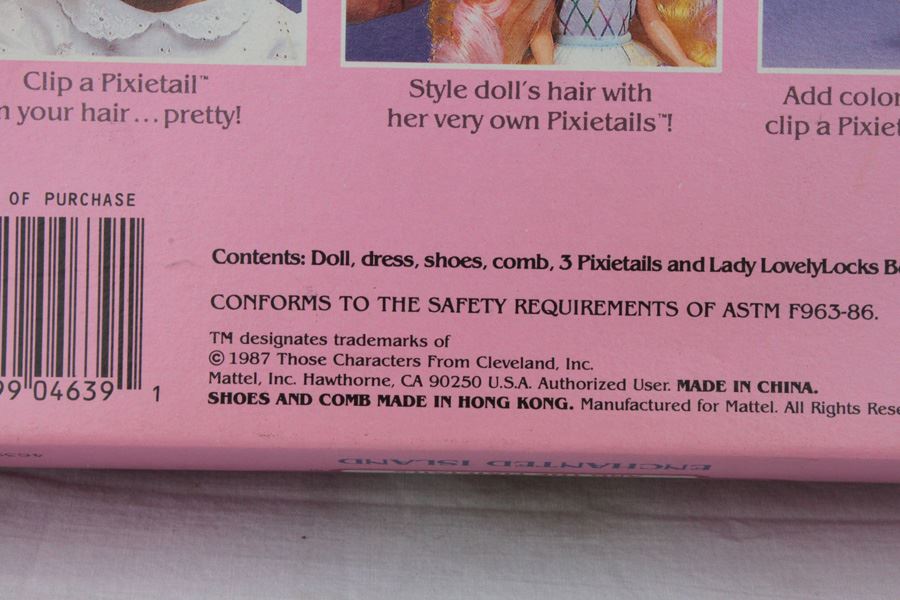 Clip a Pixietail™
your hair... pretty!
Style doll's hair with
her very own Pixietails™!
Add color
clip a
OF PURCHASE
99 04639 1
Contents: Doll, dress, shoes, comb, 3 Pixietails and Lady LovelyLocks
CONFORMS TO THE SAFETY REQUIREMENTS OF ASTM F963-86.
TM designates trademarks of
© 1987 Those Characters From Cleveland, Inc.
Mattel, Inc. Hawthorne, CA 90250 U.S.A. Authorized User. MADE IN CHINA.
SHOES AND COMB MADE IN HONG KONG. Manufactured for Mattel. All Rights
ENCHANTED ISLAND